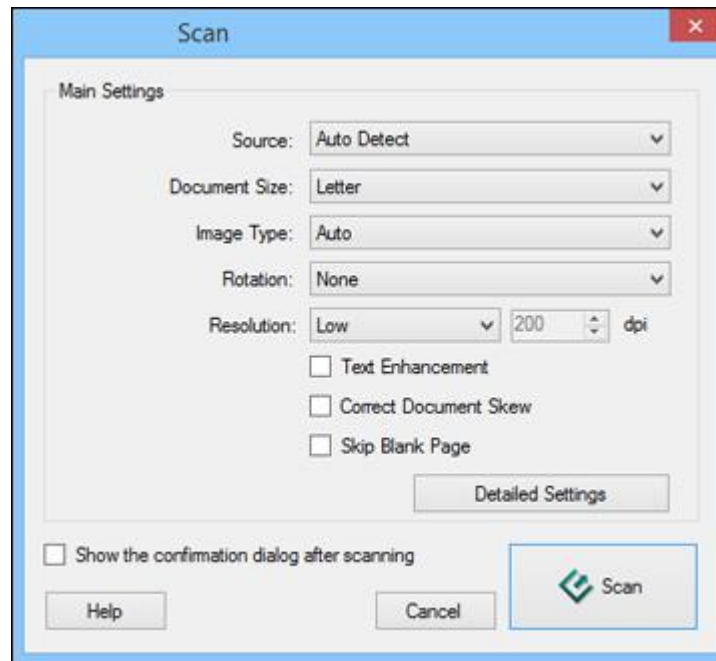 Scan
Main Settings
Source: Auto Detect
Document Size: Letter
Image Type: Auto
Rotation: None
Resolution: Low 200 dpi
Text Enhancement
Correct Document Skew
Skip Blank Page
Detailed Settings
Show the confirmation dialog after scanning
Scan
Help Cancel